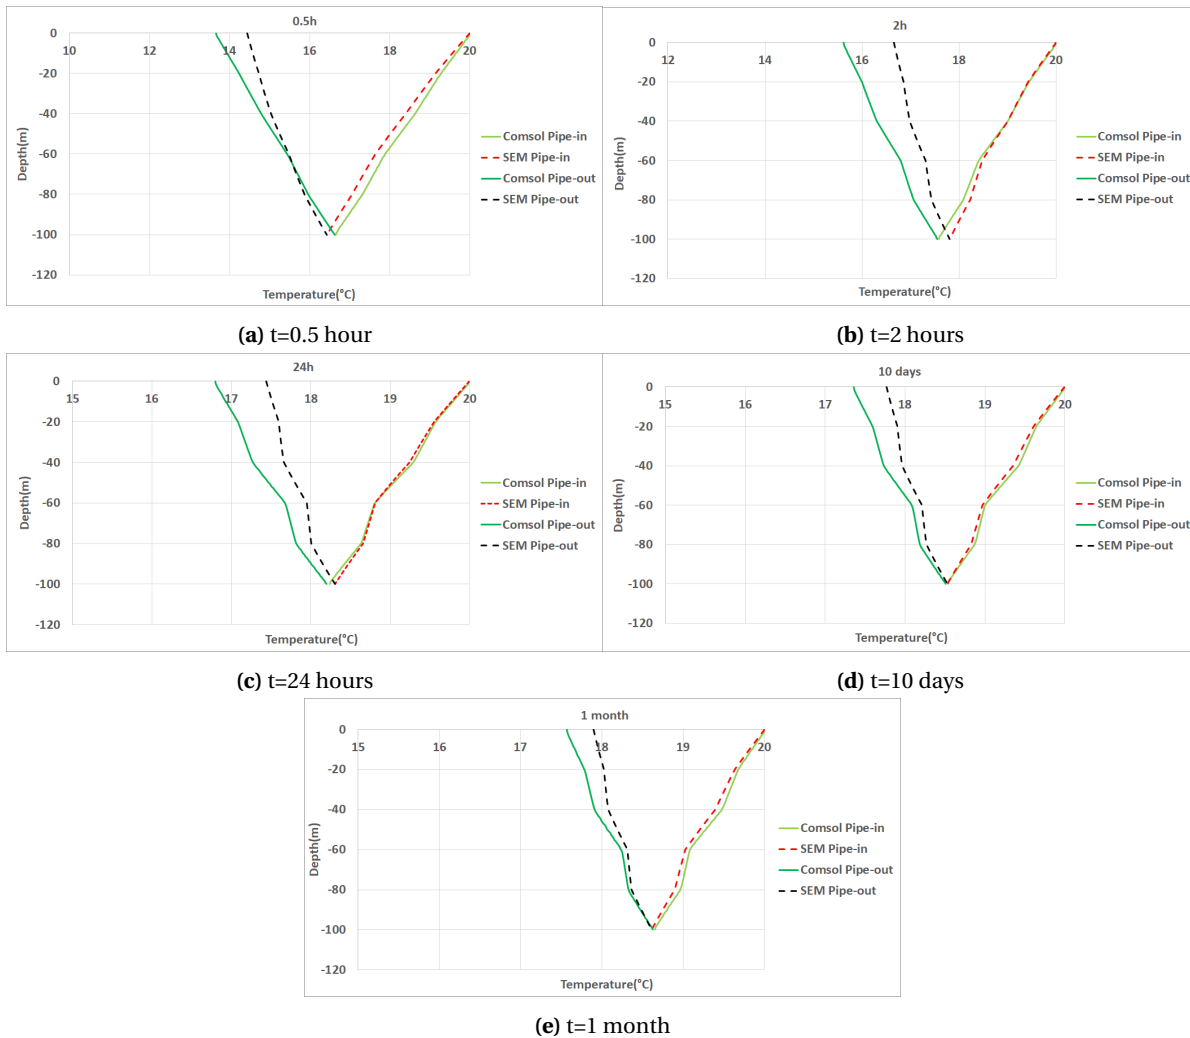 0.5h
0
10 12 14 16 18 20
-20
-40
-60
-80
-100
-120
Depth(m)
Temperature(°C)
Comsol Pipe-in
SEM Pipe-in
Comsol Pipe-out
SEM Pipe-out
(a) t=0.5 hour
2h
0
12 14 16 18 20
-20
-40
-60
-80
-100
-120
Depth(m)
Temperature(°C)
Comsol Pipe-in
SEM Pipe-in
Comsol Pipe-out
SEM Pipe-out
(b) t=2 hours
24h
0
15 16 17 18 19 20
-20
-40
-60
-80
-100
-120
Depth(m)
Temperature(°C)
Comsol Pipe-in
SEM Pipe-in
Comsol Pipe-out
SEM Pipe-out
(c) t=24 hours
10 days
0
15 16 17 18 19 20
-20
-40
-60
-80
-100
-120
Depth(m)
Temperature(°C)
Comsol Pipe-in
SEM Pipe-in
Comsol Pipe-out
SEM Pipe-out
(d) t=10 days
1 month
0
15 16 17 18 19 20
-20
-40
-60
-80
-100
-120
Depth(m)
Temperature(°C)
Comsol Pipe-in
SEM Pipe-in
Comsol Pipe-out
SEM Pipe-out
(e) t=1 month